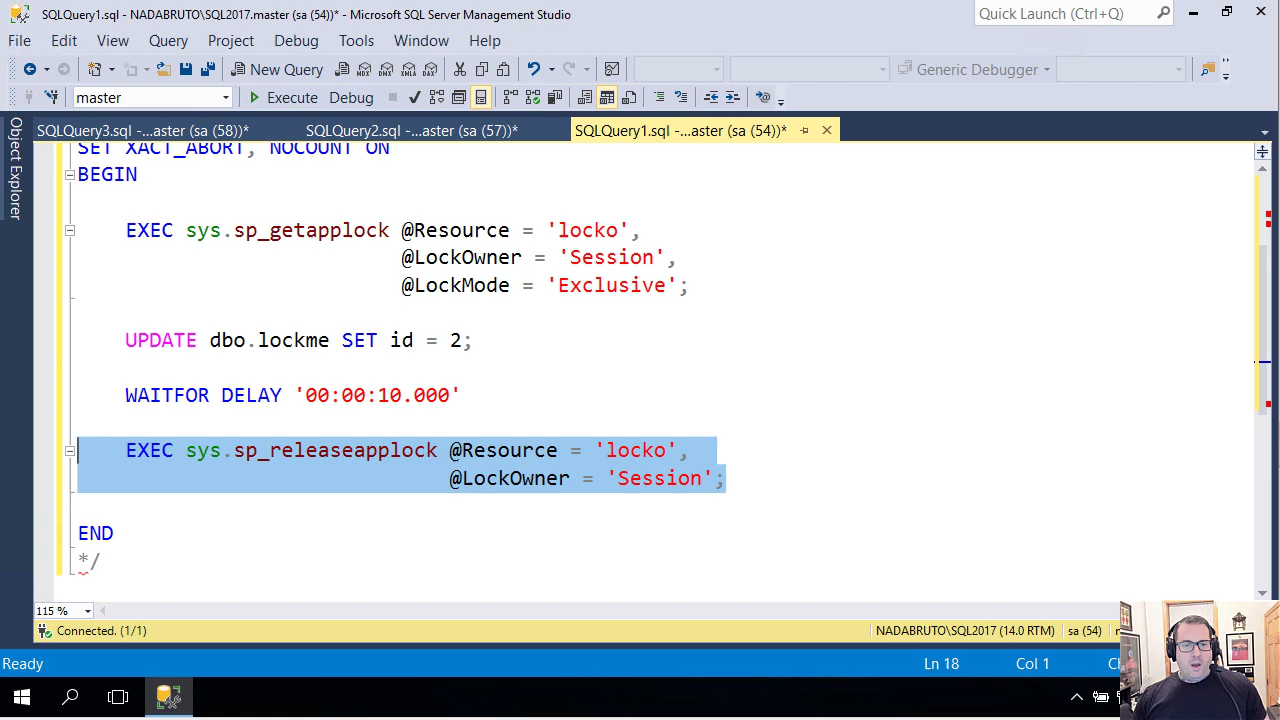 SQLQuery1.sql - NADABRUTO\SQL2017.master (sa (54))* - Microsoft SQL Server Management Studio
Quick Launch (Ctrl+Q)
File Edit View Query Project Debug Tools Window Help
New Query
Generic Debugger
master
Execute Debug
SQLQuery3.sql -...aster (sa (58))* SQLQuery2.sql -...aster (sa (57))* SQLQuery1.sql -...aster (sa (54))*
Object Explorer
SET XACT_ABORT, NOCOUNT ON
BEGIN
EXEC sys.sp_getapplock @Resource = 'locko',
@LockOwner = 'Session',
@LockMode = 'Exclusive';
UPDATE dbo.lockme SET id = 2;
WAITFOR DELAY '00:00:10.000'
EXEC sys.sp_releaseapplock @Resource = 'locko',
@LockOwner = 'Session';
END
*/
115 %
Connected. (1/1) NADABRUTO\SQL2017 (14.0 RTM) sa (54)
Ready Ln 18 Col 1